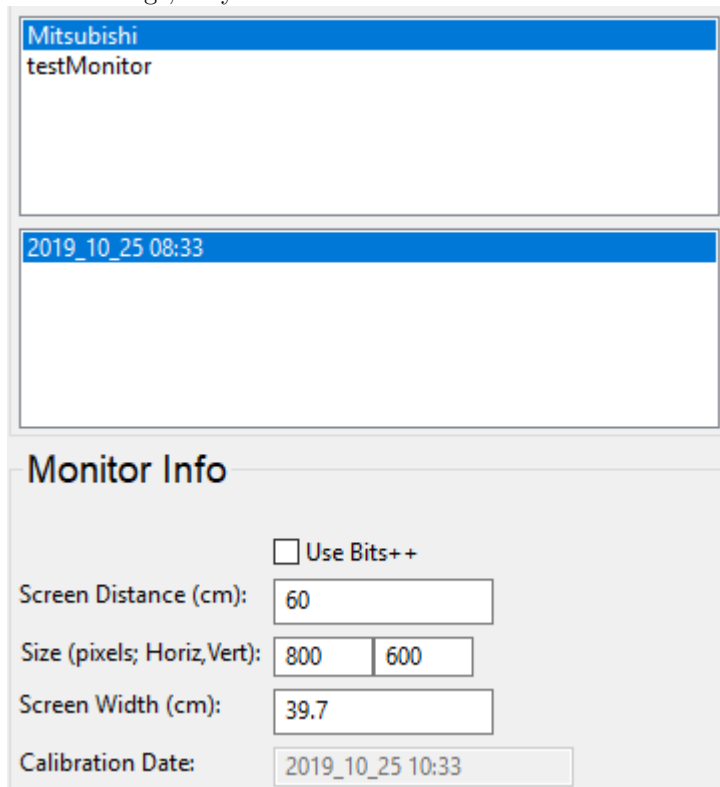 Mitsubishi
testMonitor
2019_10_25 08:33
Monitor Info
Use Bits++
Screen Distance (cm): 60
Size (pixels; Horiz,Vert): 800 600
Screen Width (cm): 39.7
Calibration Date: 2019_10_25 10:33